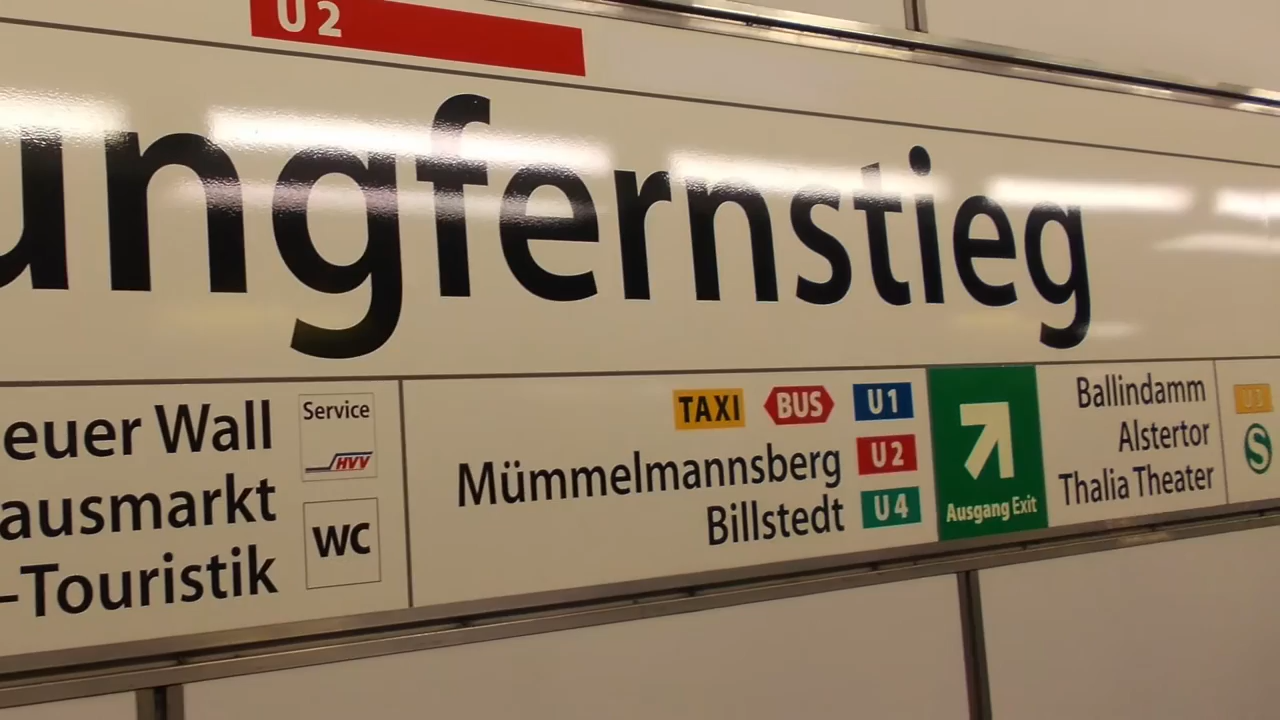 U2
ungfernstieg
euer Wall
ausmarkt
-Touristik
Service
HVV
WC
TAXI BUS U1
Mümmelmannsberg U2
Billstedt U4
Ausgang Exit
Ballindamm
Alstertor
Thalia Theater
U1
S